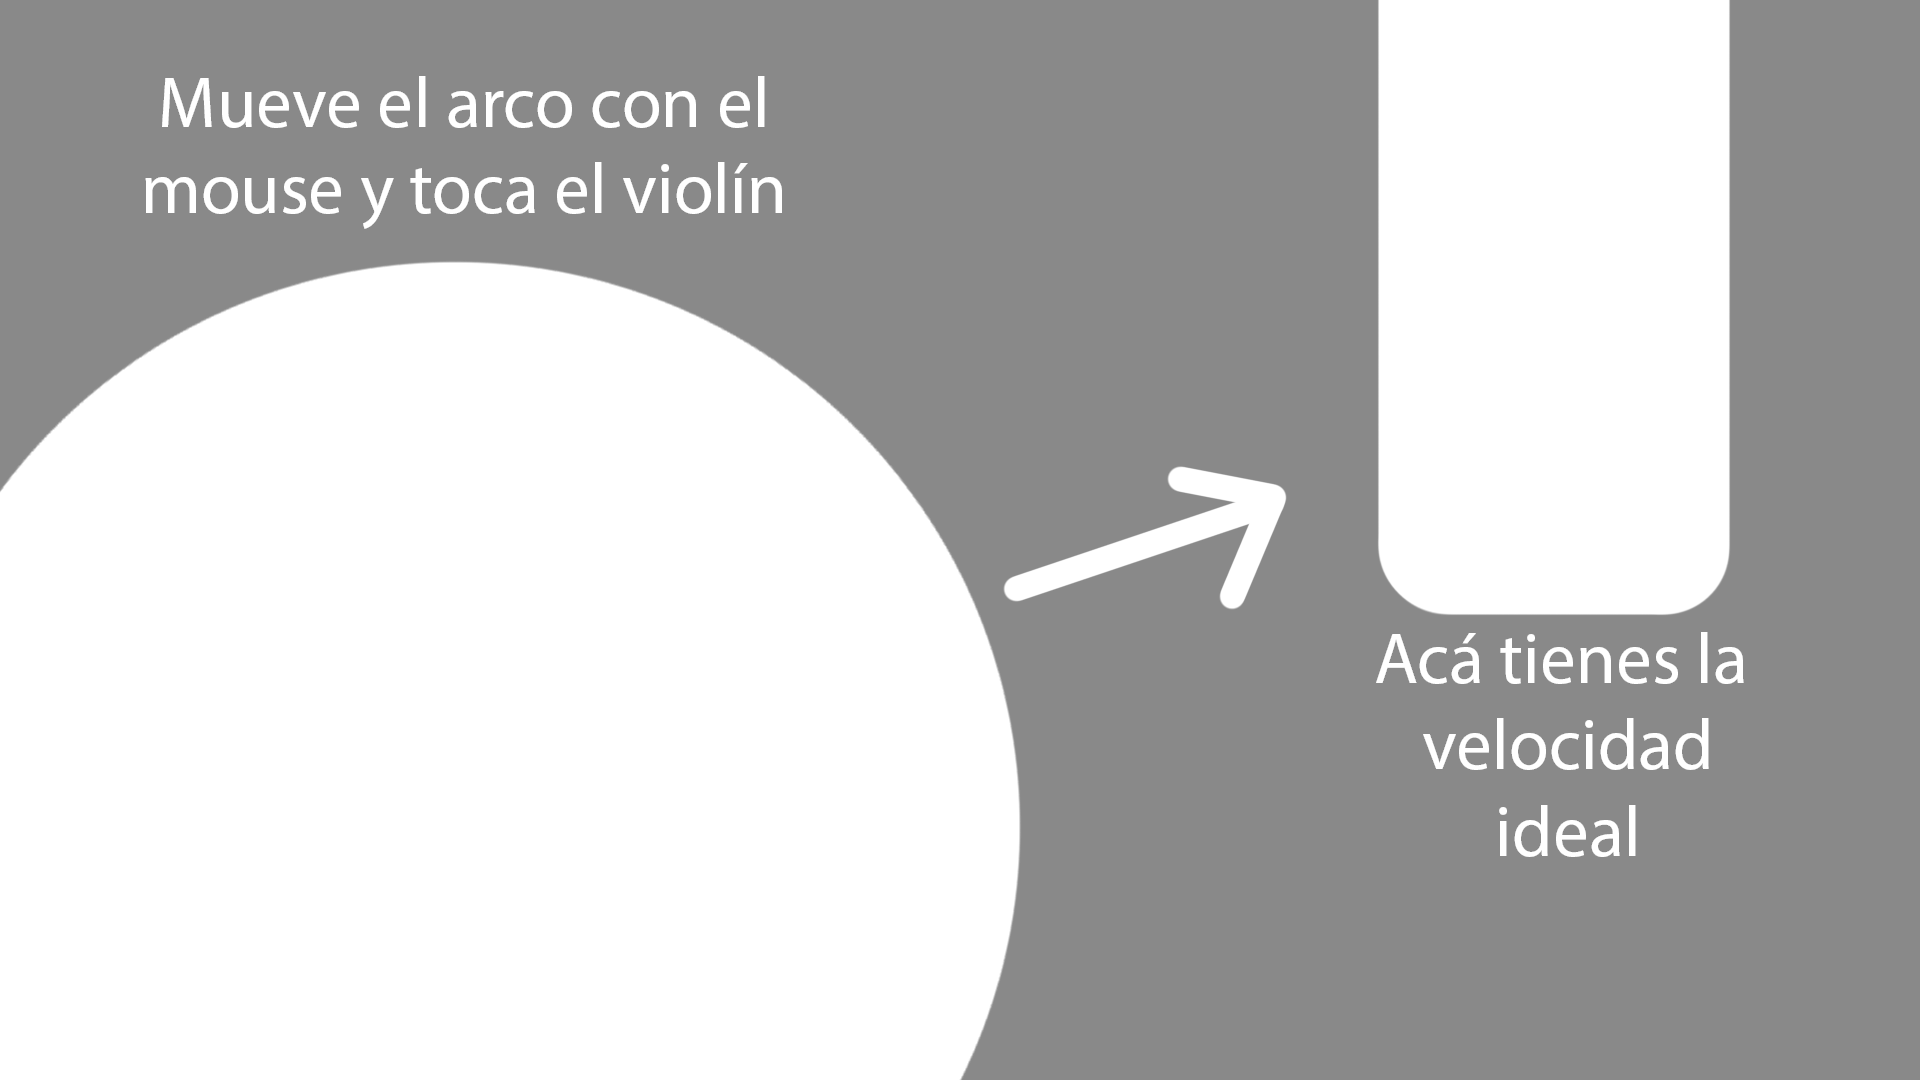 Mueve el arco con el
mouse y toca el violín
Acá tienes la
velocidad
ideal